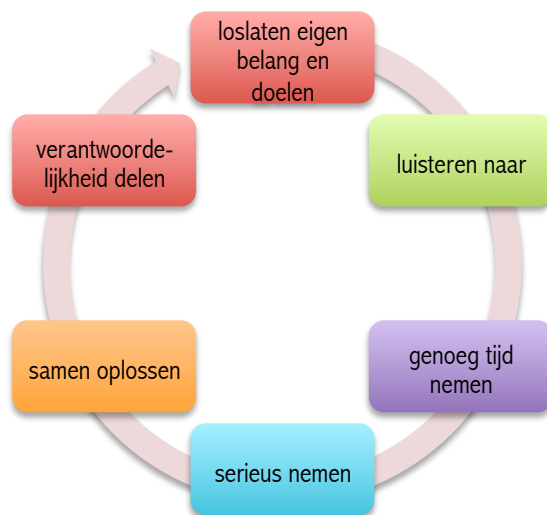 loslaten eigen
belang en
doelen
luisteren naar
genoeg tijd
nemen
serieus nemen
samen oplossen
verantwoorde-
lijkheid delen